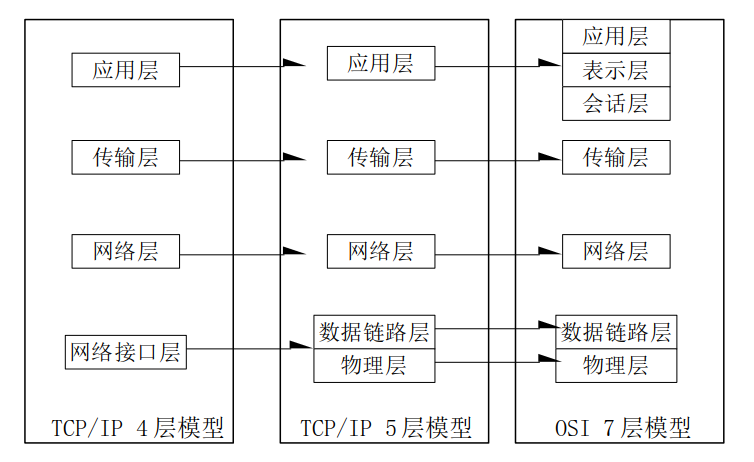 应用层
传输层
网络层
网络接口层
TCP/IP 4层模型
应用层
传输层
网络层
数据链路层
物理层
TCP/IP 5层模型
应用层
表示层
会话层
传输层
网络层
数据链路层
物理层
OSI 7层模型